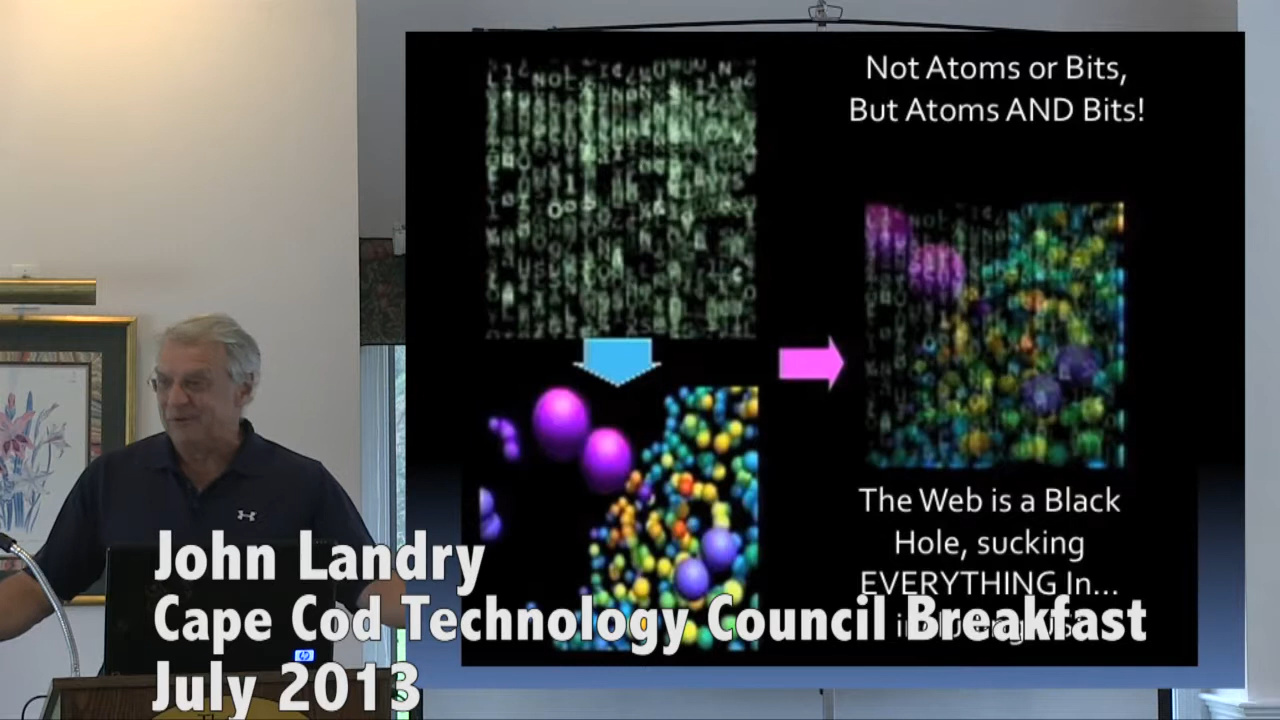 Not Atoms or Bits,
But Atoms AND Bits!
The Web is a Black
Hole, sucking
EVERYTHING In...
John Landry
Cape Cod Technology Council Breakfast
July 2013
hp